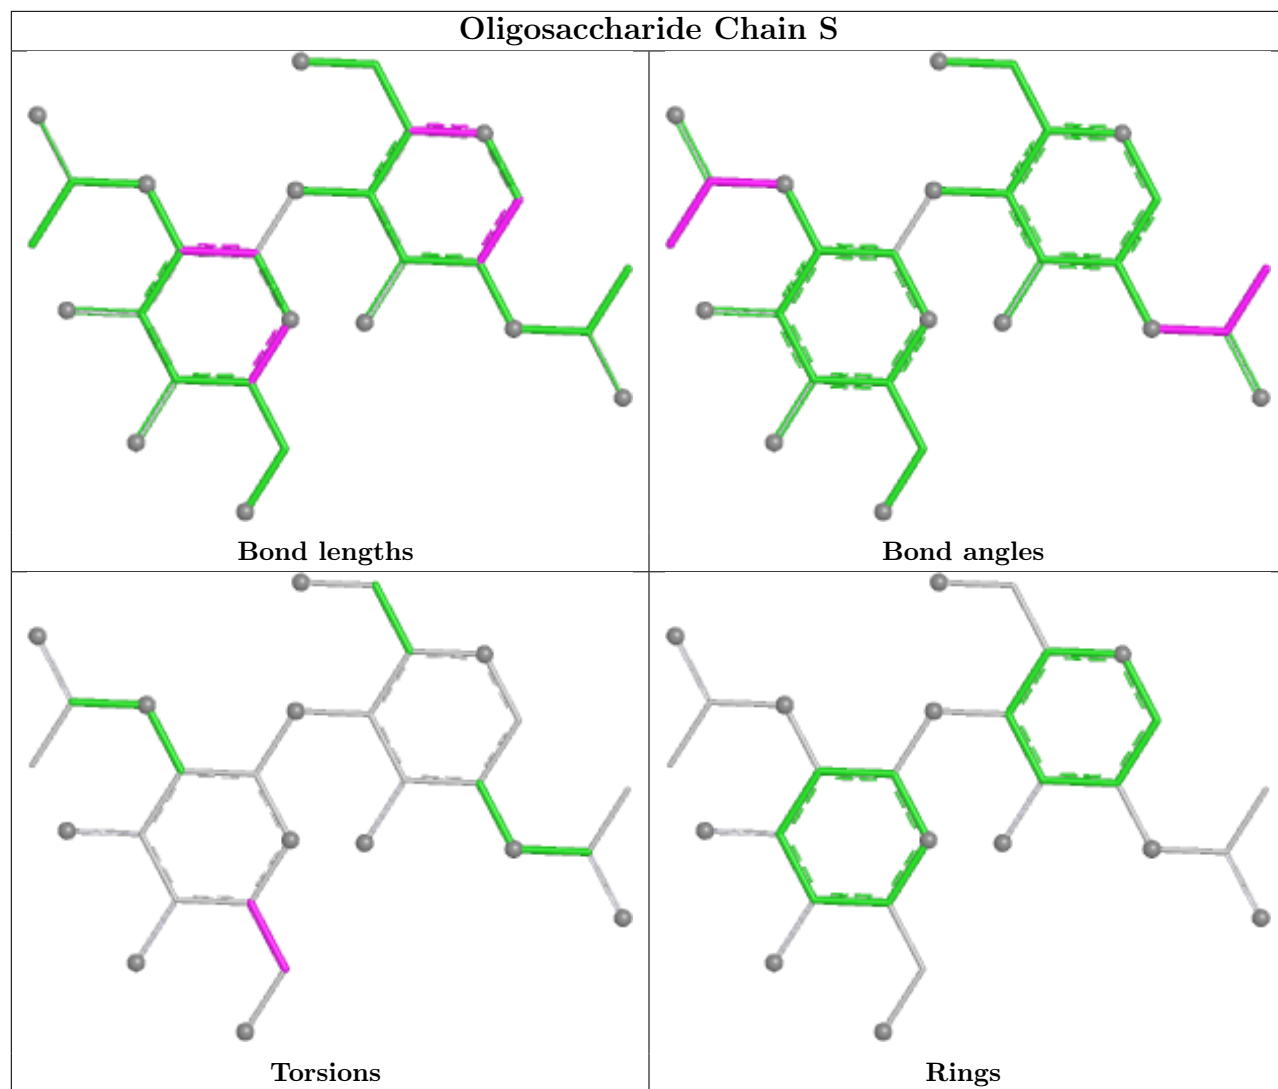 Oligosaccharide Chain S
Bond lengths
Bond angles
Torsions
Rings